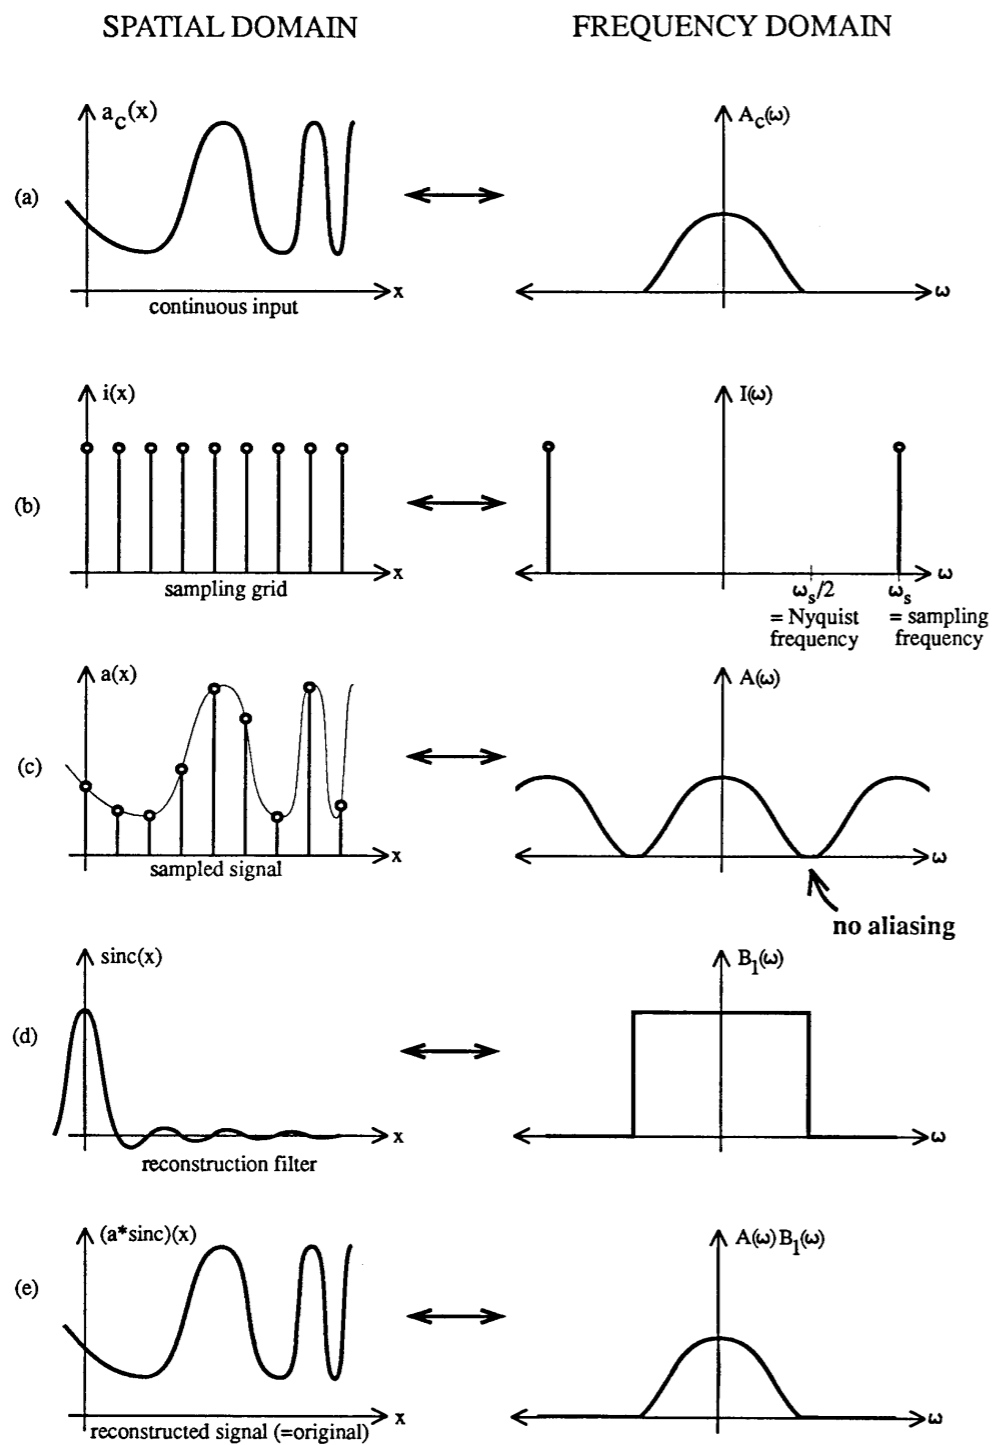 SPATIAL DOMAIN
FREQUENCY DOMAIN
(a)
a_c(x)
x
continuous input
A_c(ω)
ω
(b)
i(x)
x
sampling grid
I(ω)
ω
ω_s/2
= Nyquist
frequency
ω_s
= sampling
frequency
(c)
a(x)
x
sampled signal
A(ω)
ω
no aliasing
(d)
sinc(x)
x
reconstruction filter
B_1(ω)
ω
(e)
(a*sinc)(x)
x
reconstructed signal (=original)
A(ω)B_1(ω)
ω